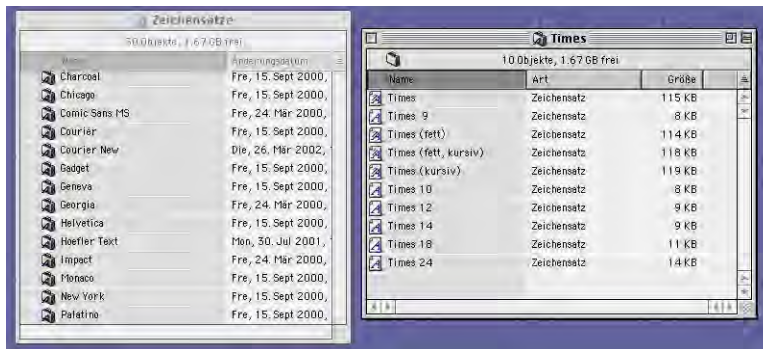 Zeichensätze
50 Objekte, 1.67 GB frei
Name Änderungsdatum
Charcoal Fre, 15. Sept 2000,
Chicago Fre, 15. Sept 2000,
Comic Sans MS Fre, 24. Mär 2000,
Courier Fre, 15. Sept 2000,
Courier New Die, 26. Mär 2002,
Gadget Fre, 15. Sept 2000,
Geneva Fre, 15. Sept 2000,
Georgia Fre, 24. Mär 2000,
Helvetica Fre, 15. Sept 2000,
Hoefler Text Mon, 30. Jul 2001,
Impact Fre, 24. Mär 2000,
Monaco Fre, 15. Sept 2000,
New York Fre, 15. Sept 2000,
Palatino Fre, 15. Sept 2000,
Times
10 Objekte, 1.67 GB frei
Name Art Größe
Times Zeichensatz 115 KB
Times 9 Zeichensatz 8 KB
Times (fett) Zeichensatz 114 KB
Times (fett, kursiv) Zeichensatz 118 KB
Times (kursiv) Zeichensatz 119 KB
Times 10 Zeichensatz 8 KB
Times 12 Zeichensatz 9 KB
Times 14 Zeichensatz 9 KB
Times 18 Zeichensatz 11 KB
Times 24 Zeichensatz 14 KB